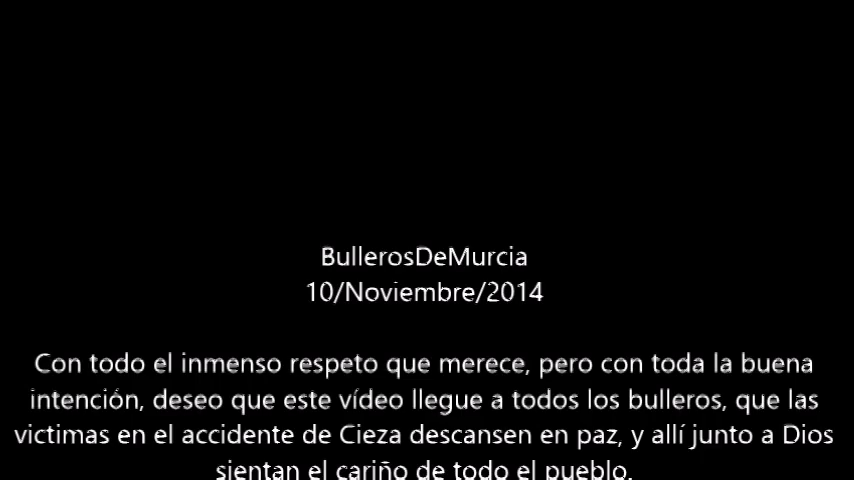 BullerosDeMurcia
10/Noviembre/2014
Con todo el inmenso respeto que merece, pero con toda la buena
intención, deseo que este vídeo llegue a todos los bulleros, que las
victimas en el accidente de Cieza descansen en paz, y allí junto a Dios
sientan el cariño de todo el pueblo.